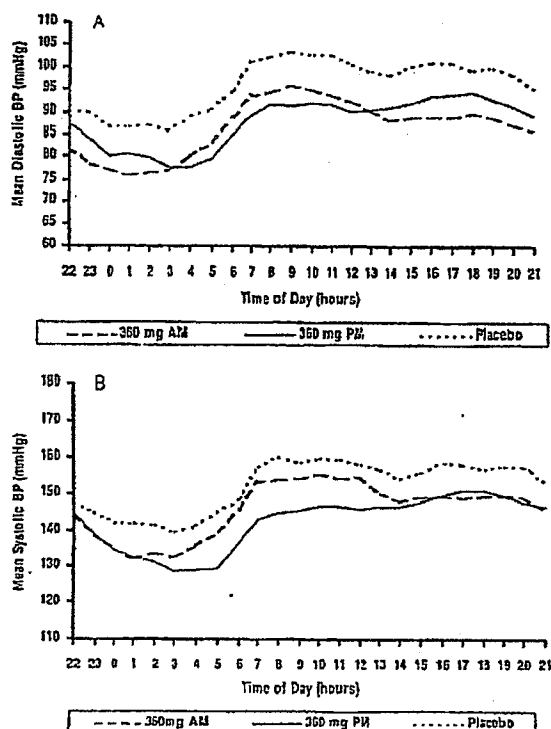 A
Mean Diastolic BP (mmHg)
110
105
100
95
90
85
80
75
70
65
60
22 23 0 1 2 3 4 5 6 7 8 9 10 11 12 13 14 15 16 17 18 19 20 21
Time of Day (hours)
360 mg AM 360 mg PM Placebo
B
Mean Systolic BP (mmHg)
180
170
160
150
140
130
120
110
22 23 0 1 2 3 4 5 6 7 8 9 10 11 12 13 14 15 16 17 18 19 20 21
Time of Day (hours)
360mg AM 360 mg PM Placebo